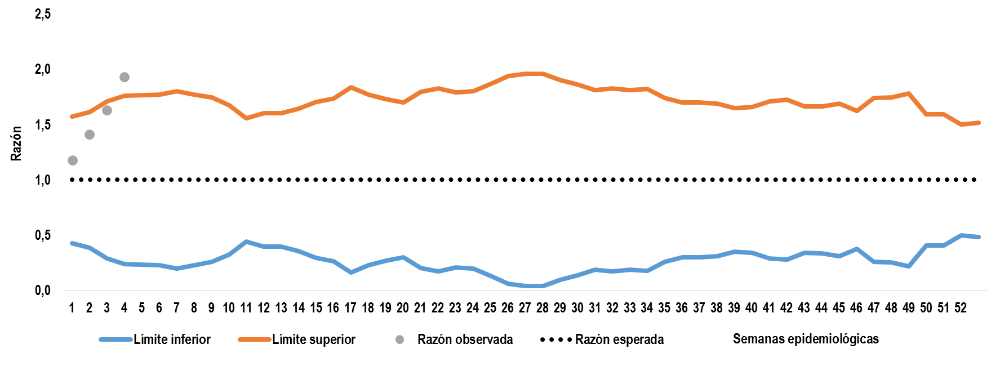 2,5
2,0
1,5
1,0
0,5
0,0
Razón
1 2 3 4 5 6 7 8 9 10 11 12 13 14 15 16 17 18 19 20 21 22 23 24 25 26 27 28 29 30 31 32 33 34 35 36 37 38 39 40 41 42 43 44 45 46 47 48 49 50 51 52
Límite inferior Límite superior Razón observada Razón esperada Semanas epidemiológicas